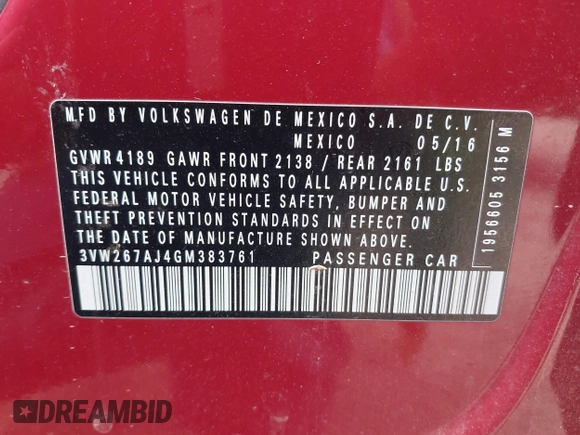 MFD BY VOLKSWAGEN DE MEXICO S.A. DE C.V.
MEXICO 05/16
GVWR 4189 GAWR FRONT 2138 / REAR 2161 LBS
THIS VEHICLE CONFORMS TO ALL APPLICABLE U.S.
FEDERAL MOTOR VEHICLE SAFETY, BUMPER AND
THEFT PREVENTION STANDARDS IN EFFECT ON
THE DATE OF MANUFACTURE SHOWN ABOVE.
3VW267AJ4GM383761 PASSENGER CAR
1956605 3156 M
DREAMBID